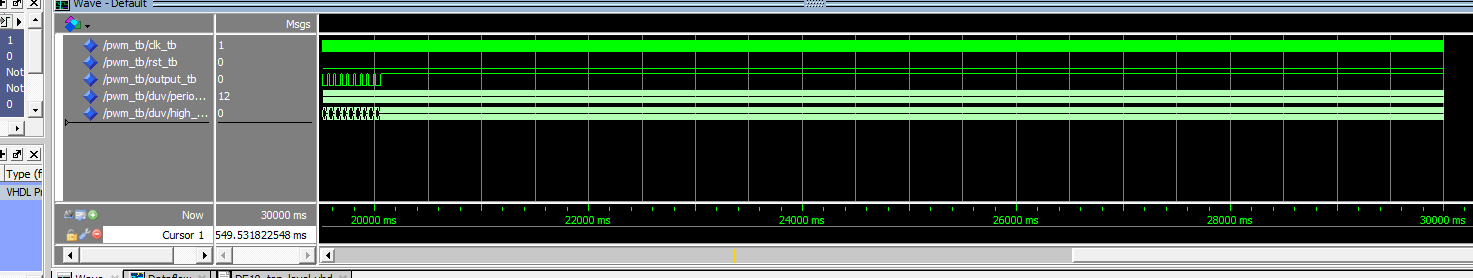 Wave - Default
Msgs
1
0
Not
Not
0
/pwm_tb/clk_tb 1
/pwm_tb/rst_tb 0
/pwm_tb/output_tb 0
/pwm_tb/duv/perio... 12
/pwm_tb/duv/high_... 0
Type (f
VHDL Pr
Now 30000 ms
Cursor 1 549.531822548 ms
20000 ms 22000 ms 24000 ms 26000 ms 28000 ms 30000 ms
Wave Dataflow DE10_top_level.vhd